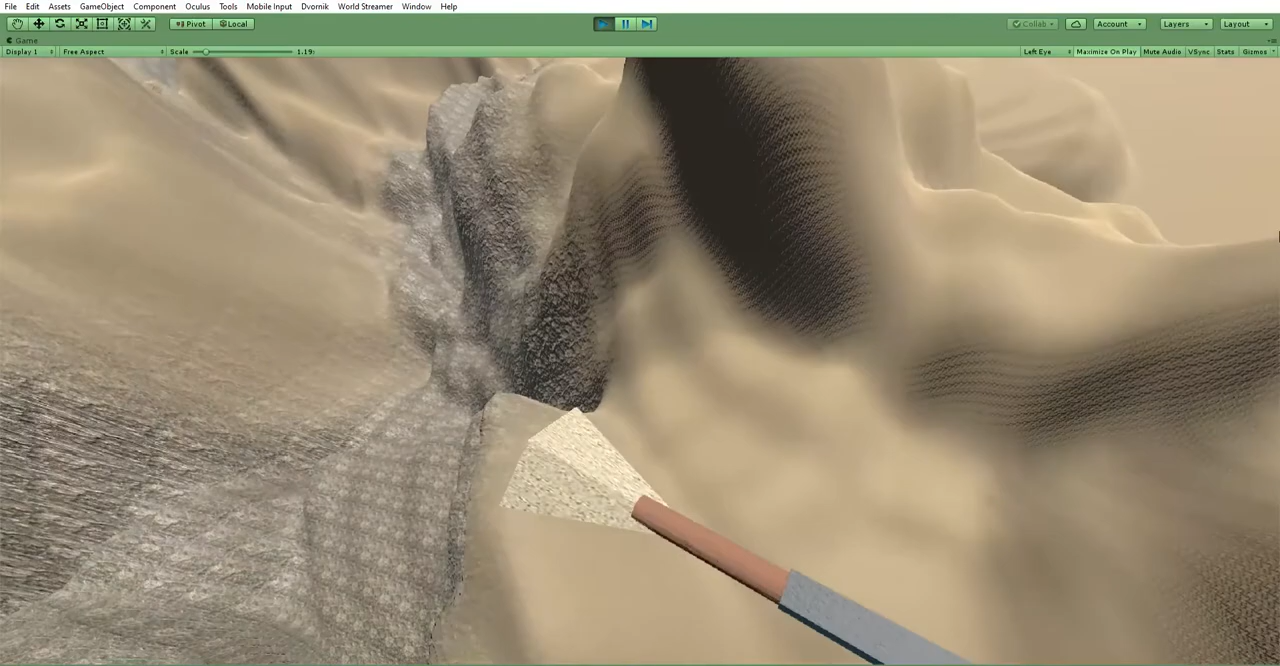 File Edit Assets GameObject Component Oculus Tools Mobile Input Dvornik World Streamer Window Help
Pivot Local Collab Account Layers Layout
Game
Display 1 Free Aspect Scale 1.19 Left Eye Maximize On Play Mute Audio VSync Stats Gizmos